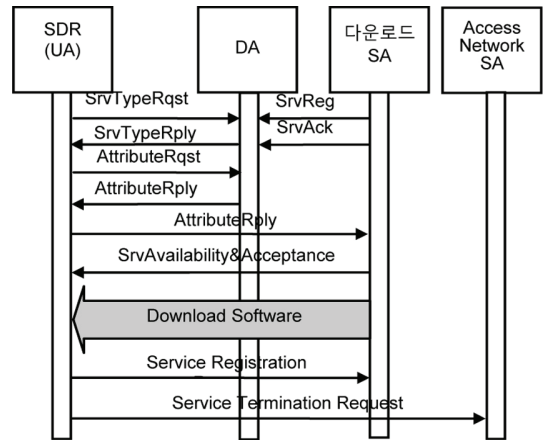 SDR
(UA)
DA
다운로드
SA
Access
Network
SA
SrvTypeRqst
SrvReg
SrvTypeRply
SrvAck
AttributeRqst
AttributeRply
AttributeRply
SrvAvailability&Acceptance
Download Software
Service Registration
Service Termination Request